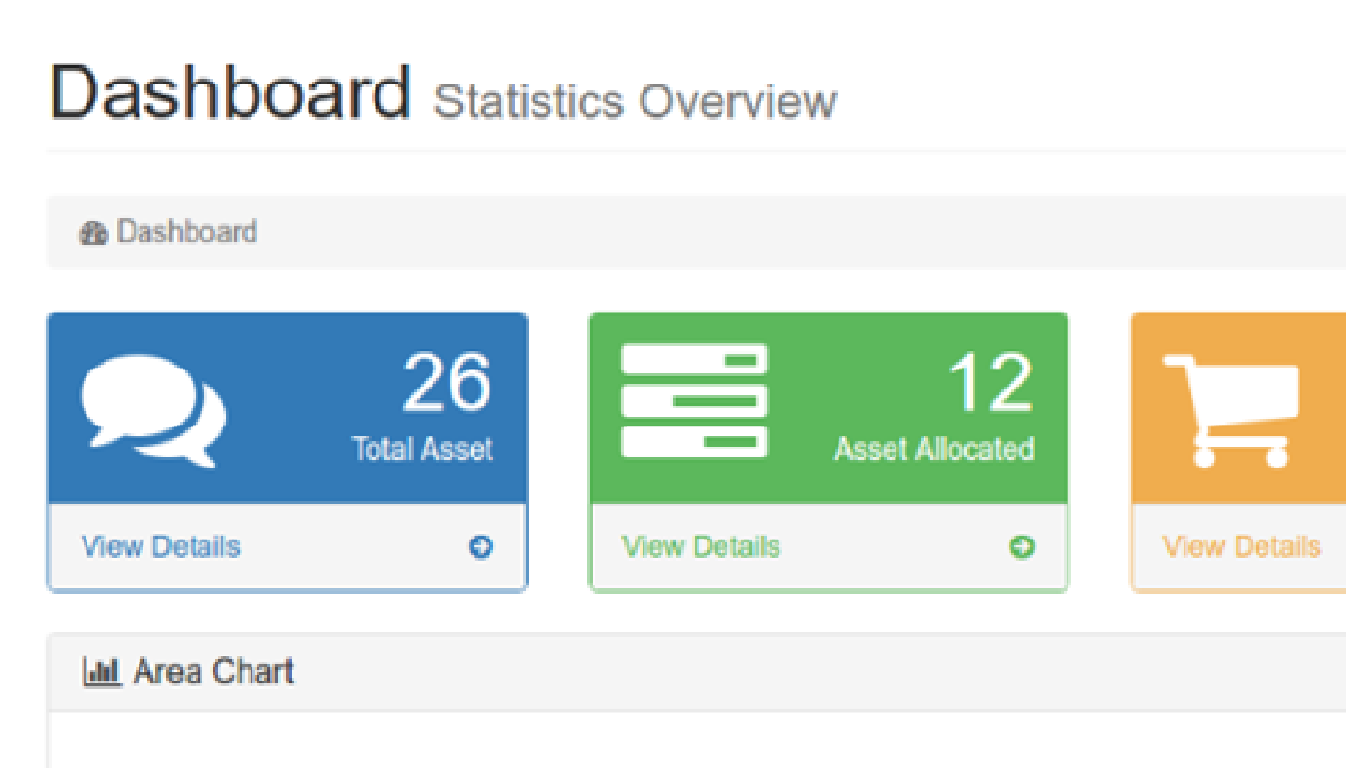 Dashboard Statistics Overview
Dashboard
26
Total Asset
View Details
12
Asset Allocated
View Details
View Details
Area Chart